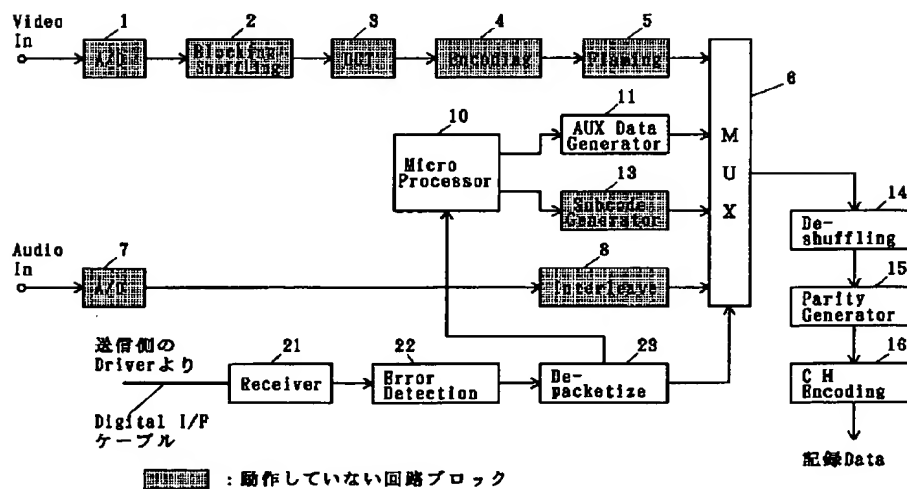 Video
In
1
A/D
2
Blocking
Shuffling
3
DCT
4
Encoding
5
Flaming
6
M
U
X
10
Micro
Processor
11
AUX Data
Generator
13
Subcode
Generator
14
De-
shuffling
Audio
In
7
A/D
8
Interleave
15
Parity
Generator
送信側の
Driverより
21
Receiver
22
Error
Detection
23
De-
packetize
16
C H
Encoding
Digital I/F
ケーブル
記録Data
：動作していない回路ブロック